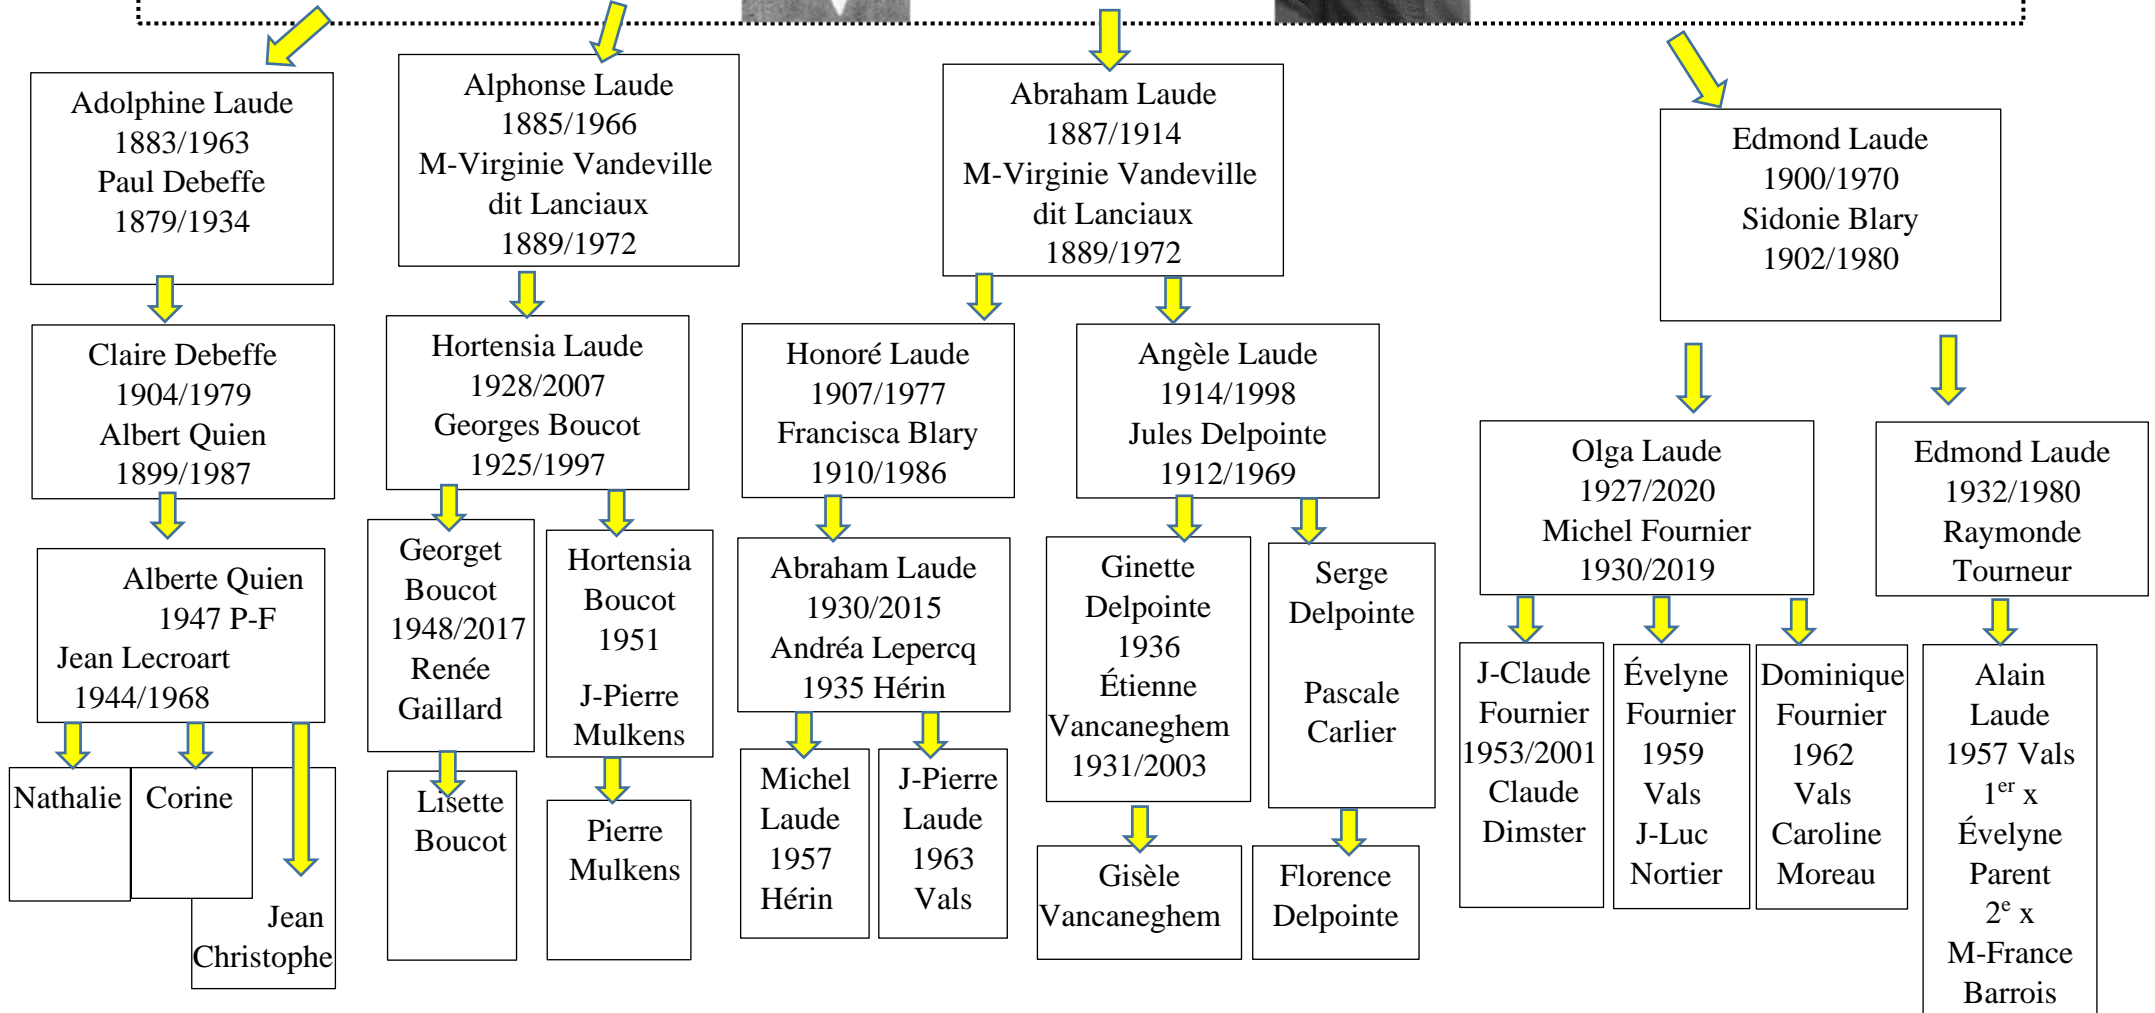 Adolphine Laude
1883/1963
Paul Debeffe
1879/1934
Alphonse Laude
1885/1966
M-Virginie Vandeville
dit Lanciaux
1889/1972
Abraham Laude
1887/1914
M-Virginie Vandeville
dit Lanciaux
1889/1972
Edmond Laude
1900/1970
Sidonie Blary
1902/1980
Claire Debeffe
1904/1979
Albert Quien
1899/1987
Hortensia Laude
1928/2007
Georges Boucot
1925/1997
Honoré Laude
1907/1977
Francisca Blary
1910/1986
Angèle Laude
1914/1998
Jules Delpointe
1912/1969
Olga Laude
1927/2020
Michel Fournier
1930/2019
Edmond Laude
1932/1980
Raymonde
Tourneur
Alberte Quien
1947 P-F
Jean Lecroart
1944/1968
Georget
Boucot
1948/2017
Renée
Gaillard
Hortensia
Boucot
1951
J-Pierre
Mulkens
Abraham Laude
1930/2015
Andréa Lepercq
1935 Hérin
Ginette
Delpointe
1936
Étienne
Vancaneghem
1931/2003
Serge
Delpointe
Pascale
Carlier
J-Claude
Fournier
1953/2001
Claude
Dimster
Évelyne
Fournier
1959
Vals
J-Luc
Nortier
Dominique
Fournier
1962
Vals
Caroline
Moreau
Alain
Laude
1957 Vals
1er x
Évelyne
Parent
2e x
M-France
Barrois
Nathalie
Corine
Jean
Christophe
Lisette
Boucot
Pierre
Mulkens
Michel
Laude
1957
Hérin
J-Pierre
Laude
1963
Vals
Gisèle
Vancaneghem
Florence
Delpointe